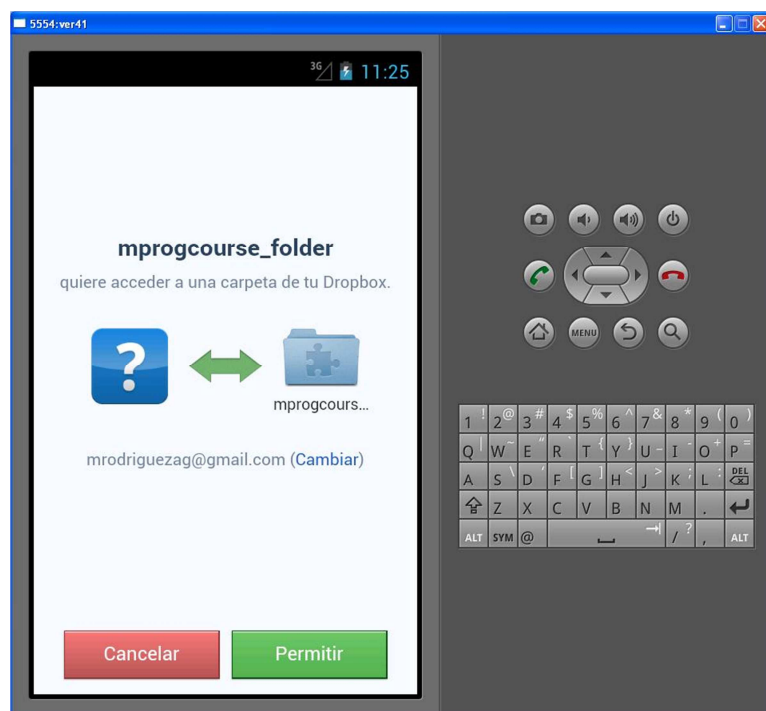 5554:ver41
3G 11:25
mprogcourse_folder
quiere acceder a una carpeta de tu Dropbox.
?
mprogcours...
mrodriguezag@gmail.com (Cambiar)
Cancelar Permitir
MENU
1 ! 2 @ 3 # 4 $ 5 % 6 ^ 7 & 8 * 9 ( 0 )
Q | W ~ E " R ` T { Y } U _ I - O + P =
A S \ D ' F [ G ] H < J > K ; L : DEL
Z X C V B N M .
ALT SYM @ / ? , ALT